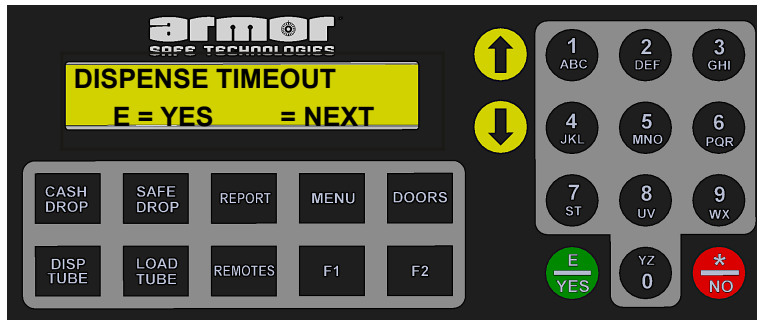 armor
SAFE TECHNOLOGIES
DISPENSE TIMEOUT
E = YES = NEXT
CASH DROP
SAFE DROP
REPORT
MENU
DOORS
DISP TUBE
LOAD TUBE
REMOTES
F1
F2
1
ABC
2
DEF
3
GHI
4
JKL
5
MNO
6
PQR
7
ST
8
UV
9
WX
E
YES
YZ
0
*
NO